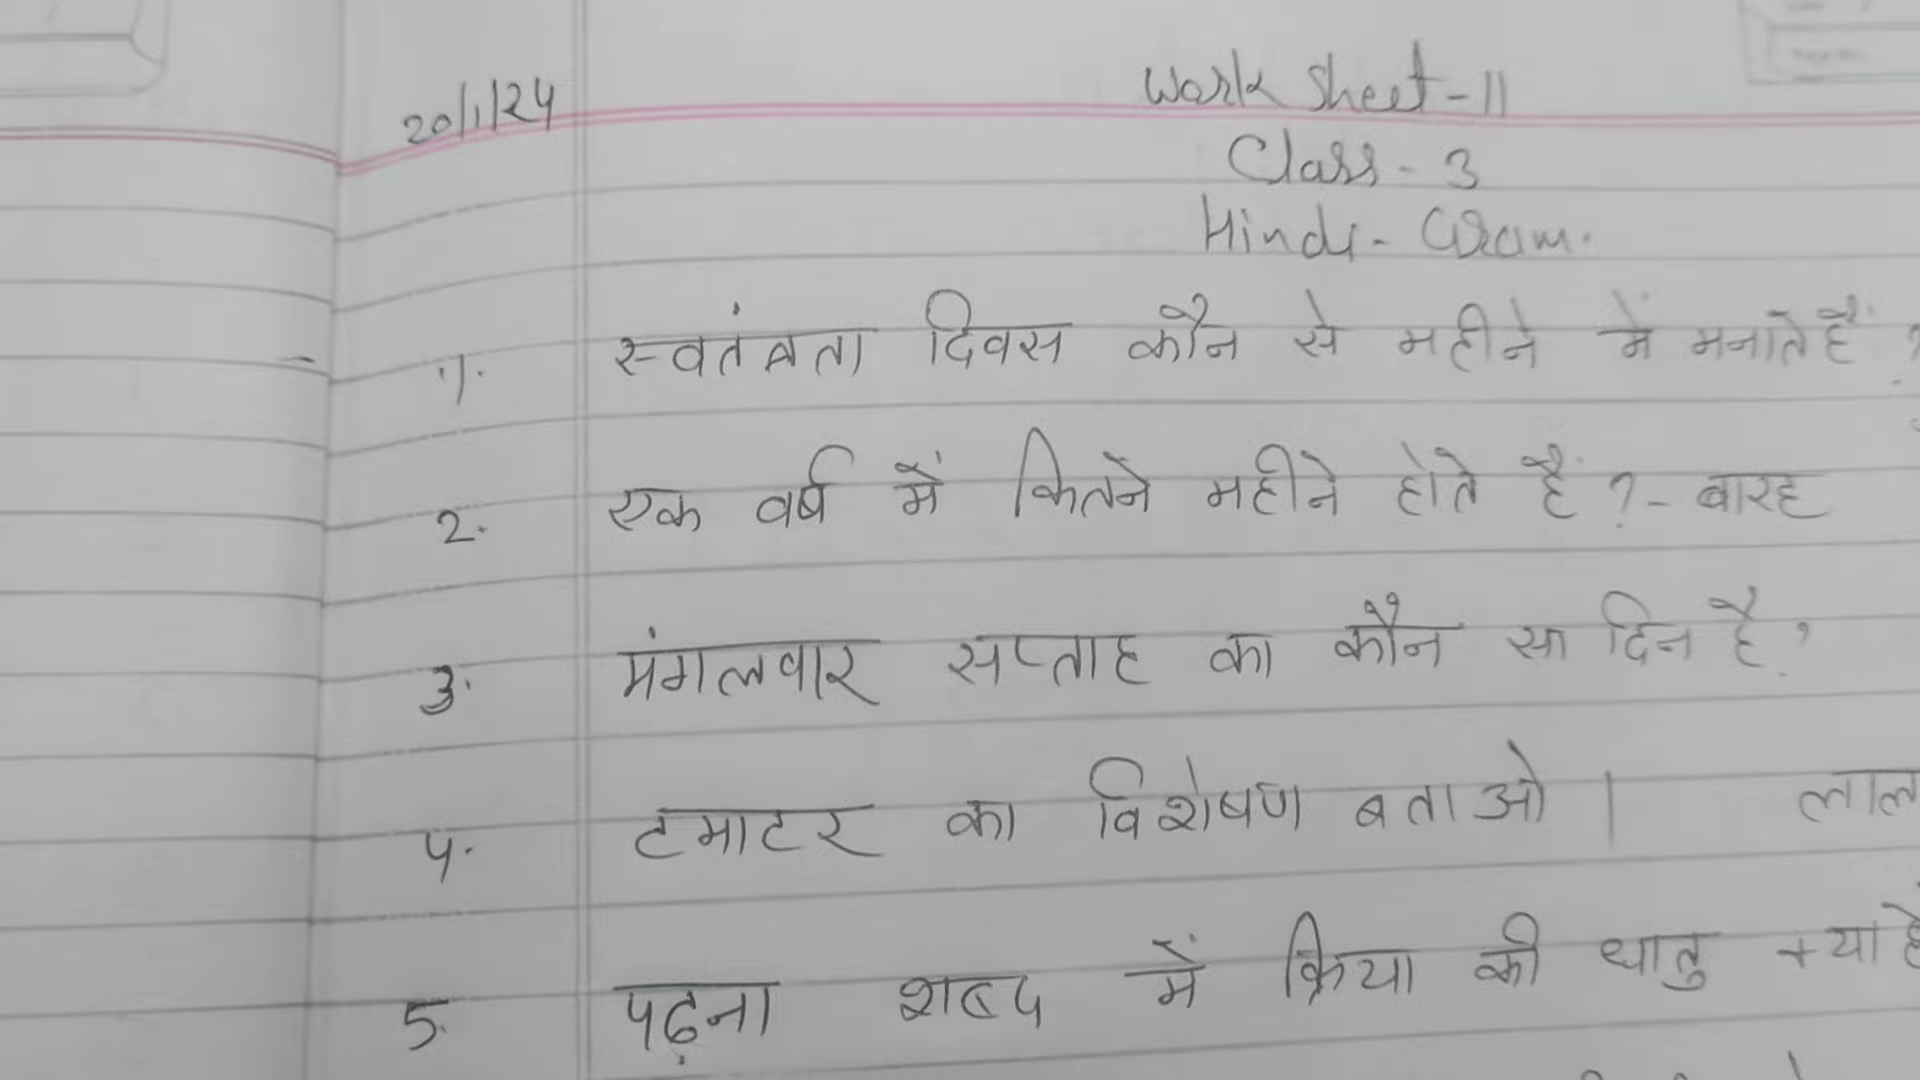 20/1/24
Work Sheet-11
Class - 3
Hindi - Gram.
1. स्वतंत्रता दिवस कौन से महीने में मनाते हैं ?
2. एक वर्ष में कितने महीने होते हैं ? - बारह
3. मंगलवार सप्ताह का कौन सा दिन है ?
4. टमाटर का विशेषण बताओ । लाल
5. पढ़ना शब्द में क्रिया की धातु क्या है